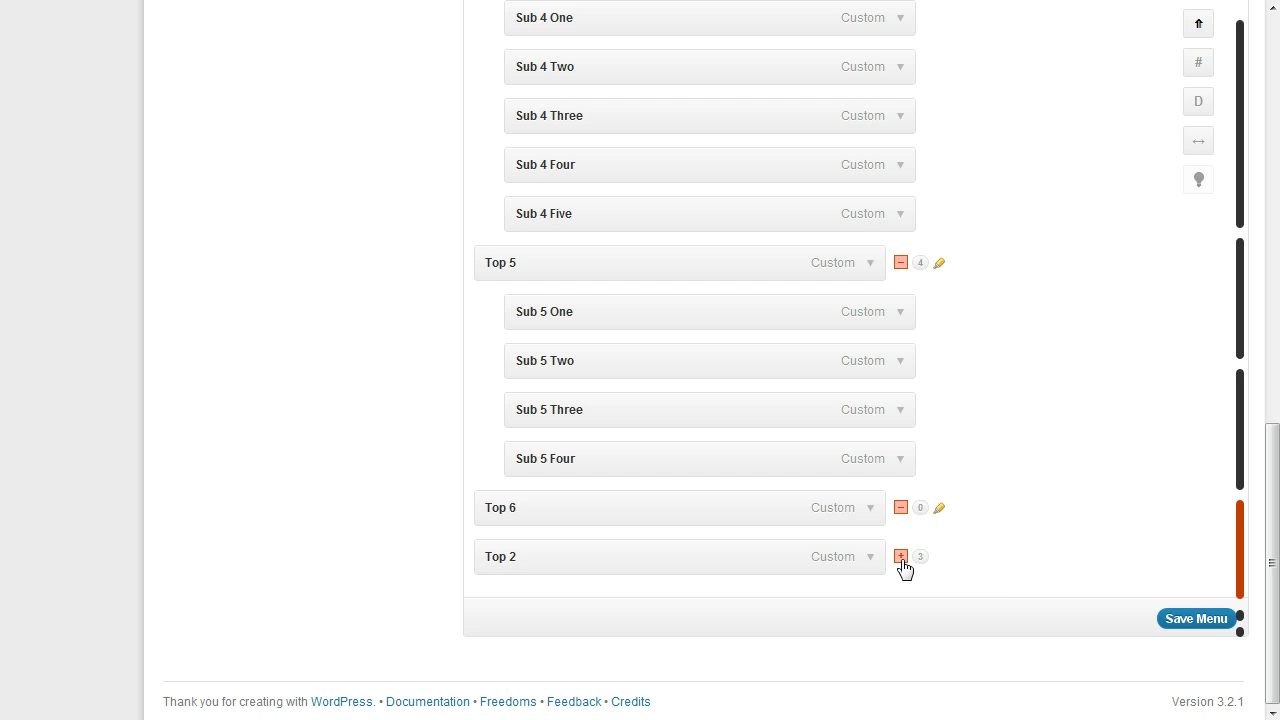 Sub 4 One Custom
#
Sub 4 Two Custom
D
Sub 4 Three Custom
Sub 4 Four Custom
Sub 4 Five Custom
Top 5 Custom 4
Sub 5 One Custom
Sub 5 Two Custom
Sub 5 Three Custom
Sub 5 Four Custom
Top 6 Custom 0
Top 2 Custom 3
Save Menu
Thank you for creating with WordPress. • Documentation • Freedoms • Feedback • Credits Version 3.2.1